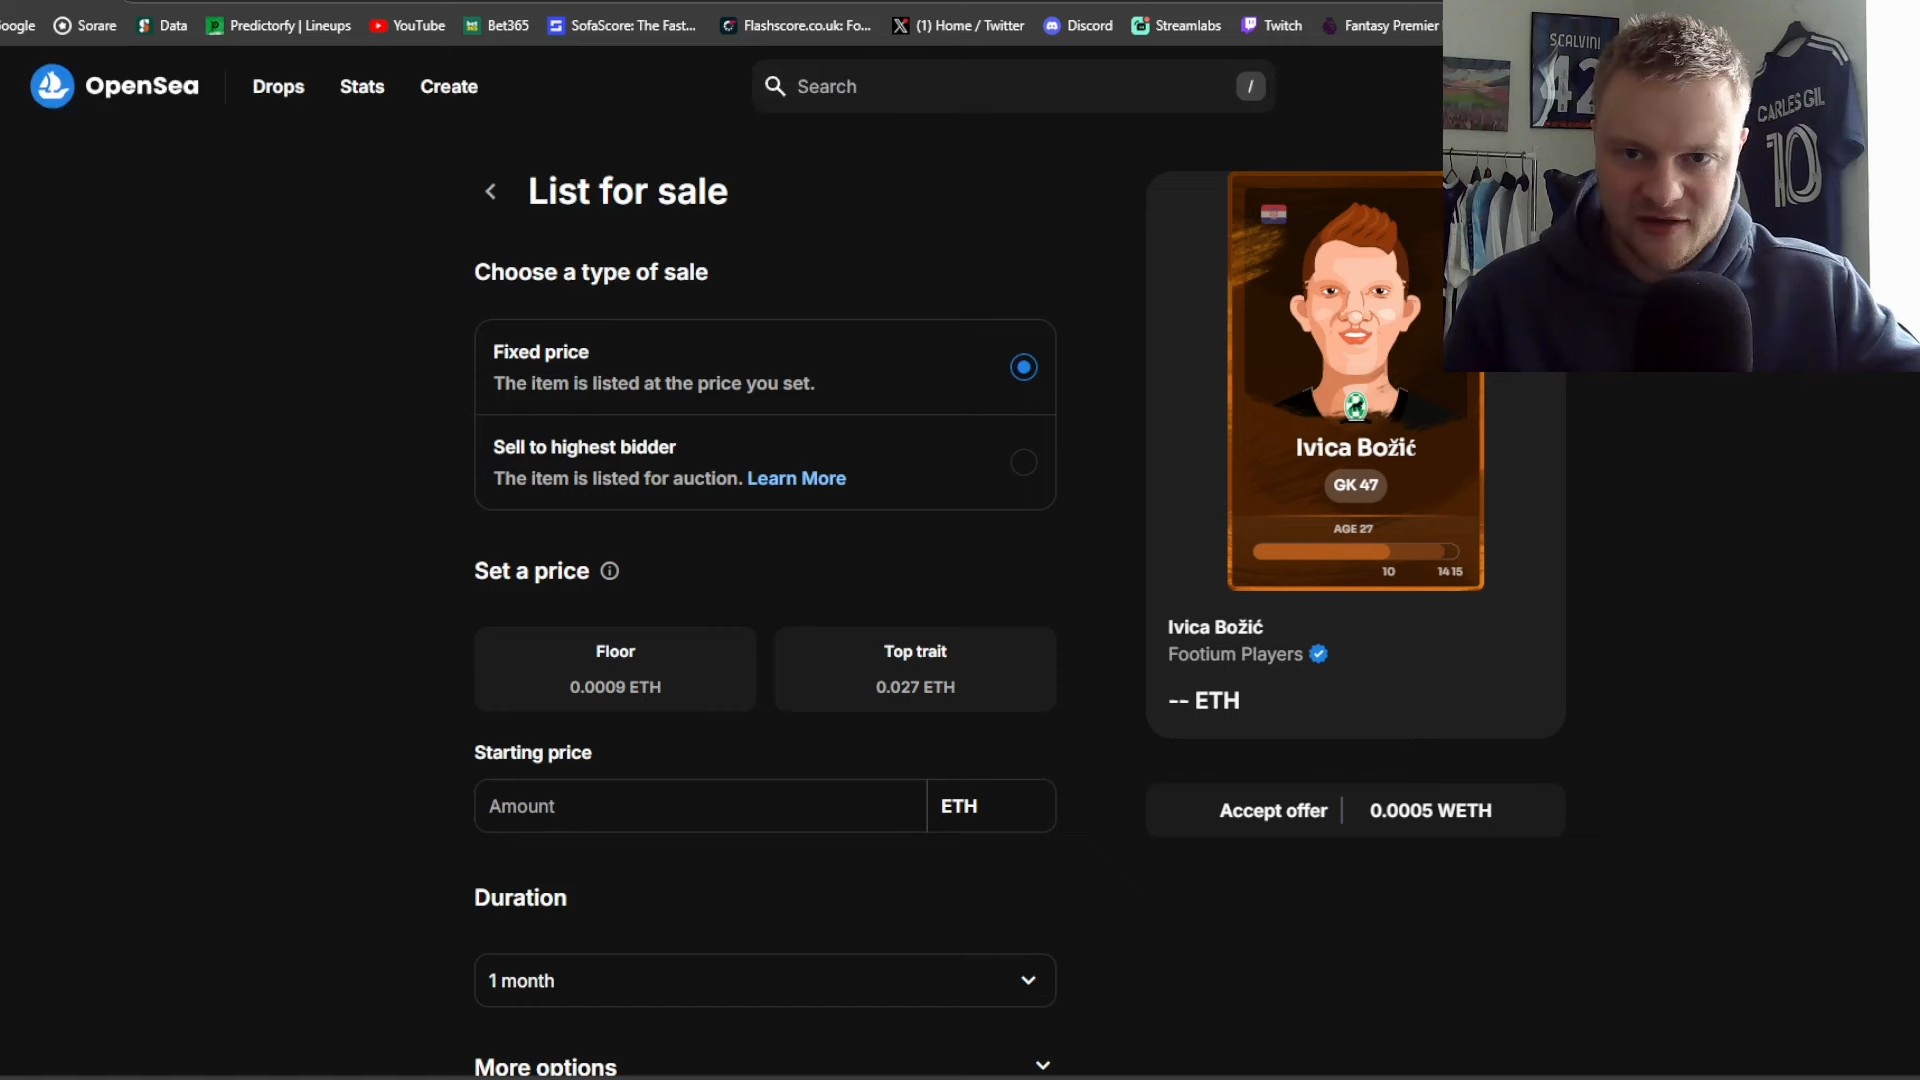 oogle Sorare Data Predictorfy | Lineups YouTube Bet365 SofaScore: The Fast... Flashscore.co.uk: Fo... (1) Home / Twitter Discord Streamlabs Twitch Fantasy Premier
OpenSea Drops Stats Create Search /
SCALVINI
42
CARLES GIL
10
List for sale
Choose a type of sale
Fixed price
The item is listed at the price you set.
Sell to highest bidder
The item is listed for auction. Learn More
Set a price
Floor
0.0009 ETH
Top trait
0.027 ETH
Starting price
Amount ETH
Duration
1 month
More options
Ivica Božić
GK 47
AGE 27
10 14 15
Ivica Božić
Footium Players
-- ETH
Accept offer 0.0005 WETH